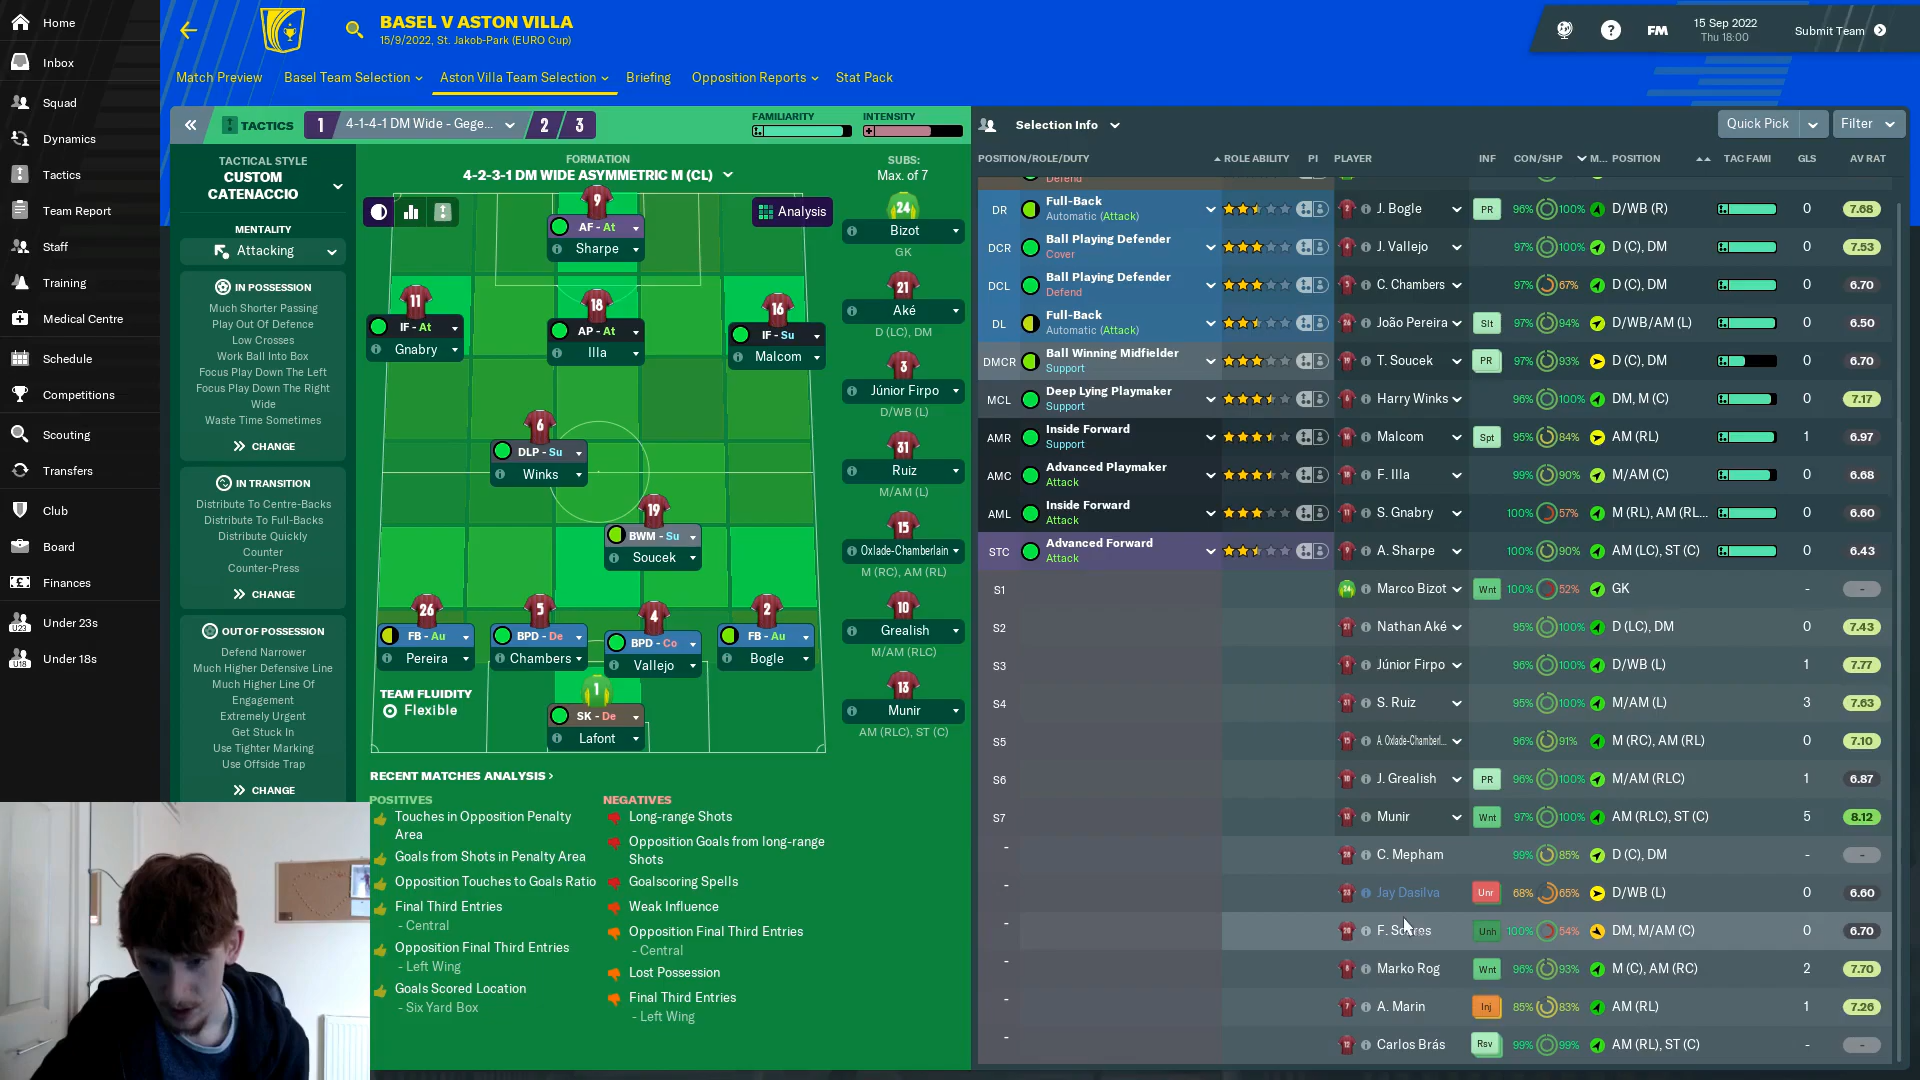 Home
Inbox
Squad
Dynamics
Tactics
Team Report
Staff
Training
Medical Centre
Schedule
Competitions
Scouting
Transfers
Club
Board
Finances
U23 Under 23s
U18 Under 18s
BASEL V ASTON VILLA
15/9/2022, St. Jakob-Park (EURO Cup)
? FM 15 Sep 2022
Thu 18:00
Submit Team
Match Preview Basel Team Selection Aston Villa Team Selection Briefing Opposition Reports Stat Pack
TACTICS 1 4-1-4-1 DM Wide - Gege... 2 3
FAMILIARITY INTENSITY
TACTICAL STYLE
CUSTOM
CATENACCIO
MENTALITY
Attacking
IN POSSESSION
Much Shorter Passing
Play Out Of Defence
Low Crosses
Work Ball Into Box
Focus Play Down The Left
Focus Play Down The Right
Wide
Waste Time Sometimes
CHANGE
IN TRANSITION
Distribute To Centre-Backs
Distribute To Full-Backs
Distribute Quickly
Counter
Counter-Press
CHANGE
OUT OF POSSESSION
Defend Narrower
Much Higher Defensive Line
Much Higher Line Of
Engagement
Extremely Urgent
Get Stuck In
Use Tighter Marking
Use Offside Trap
CHANGE
FORMATION
4-2-3-1 DM WIDE ASYMMETRIC M (CL)
Analysis
9
AF - At
Sharpe
11
IF - At
Gnabry
18
AP - At
Illa
16
IF - Su
Malcom
6
DLP - Su
Winks
19
BWM - Su
Soucek
26
FB - Au
Pereira
5
BPD - De
Chambers
4
BPD - Co
Vallejo
2
FB - Au
Bogle
1
SK - De
Lafont
TEAM FLUIDITY
Flexible
SUBS:
Max. of 7
24
Bizot
GK
21
Aké
D (LC), DM
3
Júnior Firpo
D/WB (L)
31
Ruiz
M/AM (L)
15
Oxlade-Chamberlain
M (RC), AM (RL)
10
Grealish
M/AM (RLC)
13
Munir
AM (RLC), ST (C)
RECENT MATCHES ANALYSIS >
POSITIVES
Touches in Opposition Penalty
Area
Goals from Shots in Penalty Area
Opposition Touches to Goals Ratio
Final Third Entries
- Central
Opposition Final Third Entries
- Left Wing
Goals Scored Location
- Six Yard Box
NEGATIVES
Long-range Shots
Opposition Goals from long-range
Shots
Goalscoring Spells
Weak Influence
Opposition Final Third Entries
- Central
Lost Possession
Final Third Entries
- Left Wing
Selection Info Quick Pick Filter
POSITION/ROLE/DUTY ROLE ABILITY PI PLAYER INF CON/SHP M... POSITION TAC FAMI GLS AV RAT
Defend
DR Full-Back
Automatic (Attack) J. Bogle PR 96% 100% D/WB (R) 0 7.68
DCR Ball Playing Defender
Cover J. Vallejo 97% 100% D (C), DM 0 7.53
DCL Ball Playing Defender
Defend C. Chambers 97% 67% D (C), DM 0 6.70
DL Full-Back
Automatic (Attack) João Pereira Slt 97% 94% D/WB/AM (L) 0 6.50
DMCR Ball Winning Midfielder
Support T. Soucek PR 97% 93% D (C), DM 0 6.70
MCL Deep Lying Playmaker
Support Harry Winks 96% 100% DM, M (C) 0 7.17
AMR Inside Forward
Support Malcom Spt 95% 84% AM (RL) 1 6.97
AMC Advanced Playmaker
Attack F. Illa 99% 90% M/AM (C) 0 6.68
AML Inside Forward
Attack S. Gnabry 100% 57% M (RL), AM (RL... 0 6.60
STC Advanced Forward
Attack A. Sharpe 100% 90% AM (LC), ST (C) 0 6.43
S1 Marco Bizot Wnt 100% 52% GK - -
S2 Nathan Aké 95% 100% D (LC), DM 0 7.43
S3 Júnior Firpo 96% 100% D/WB (L) 1 7.77
S4 S. Ruiz 95% 100% M/AM (L) 3 7.63
S5 A. Oxlade-Chamberl... 96% 91% M (RC), AM (RL) 0 7.10
S6 J. Grealish PR 96% 100% M/AM (RLC) 1 6.87
S7 Munir Wnt 97% 100% AM (RLC), ST (C) 5 8.12
- C. Mepham 99% 85% D (C), DM - -
- Jay Dasilva Unr 68% 65% D/WB (L) 0 6.60
- F. Unh 100% 54% DM, M/AM (C) 0 6.70
- Marko Rog Wnt 96% 93% M (C), AM (RC) 2 7.70
- A. Marin Inj 85% 83% AM (RL) 1 7.26
- Carlos Brás Rsv 99% 99% AM (RL), ST (C) - -